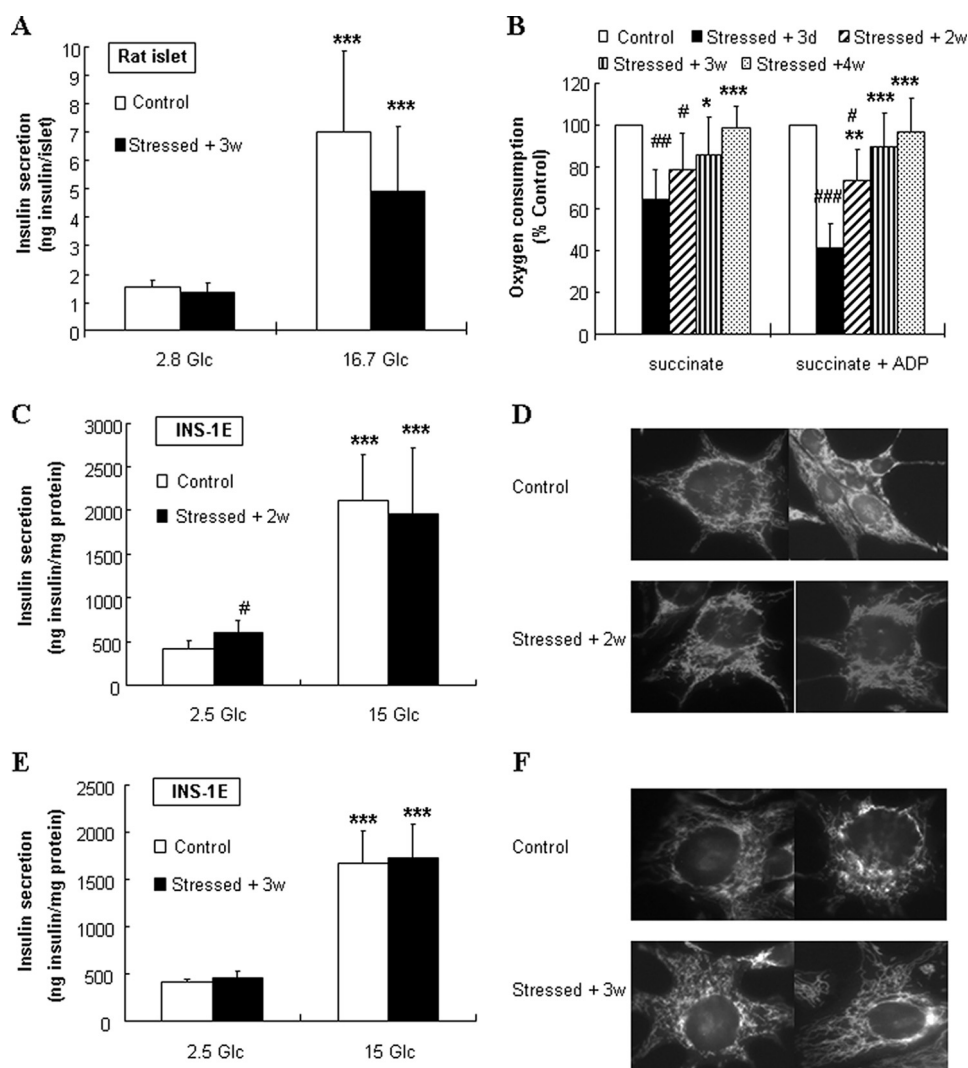 A
Insulin secretion
(ng insulin/islet)
10
9
8
7
6
5
4
3
2
1
0
Rat islet
Control
Stressed + 3w
***
***
2.8 Glc
16.7 Glc
B
Control
Stressed + 3d
Stressed + 2w
Stressed + 3w
Stressed +4w
Oxygen consumption
(% Control)
120
100
80
60
40
20
0
##
#
*
***
###
#
**
***
***
succinate
succinate + ADP
C
Insulin secretion
(ng insulin/mg protein)
3000
2500
2000
1500
1000
500
0
INS-1E
Control
Stressed + 2w
#
***
***
2.5 Glc
15 Glc
D
Control
Stressed + 2w
E
Insulin secretion
(ng insulin/mg protein)
2500
2000
1500
1000
500
0
INS-1E
Control
Stressed + 3w
***
***
2.5 Glc
15 Glc
F
Control
Stressed + 3w